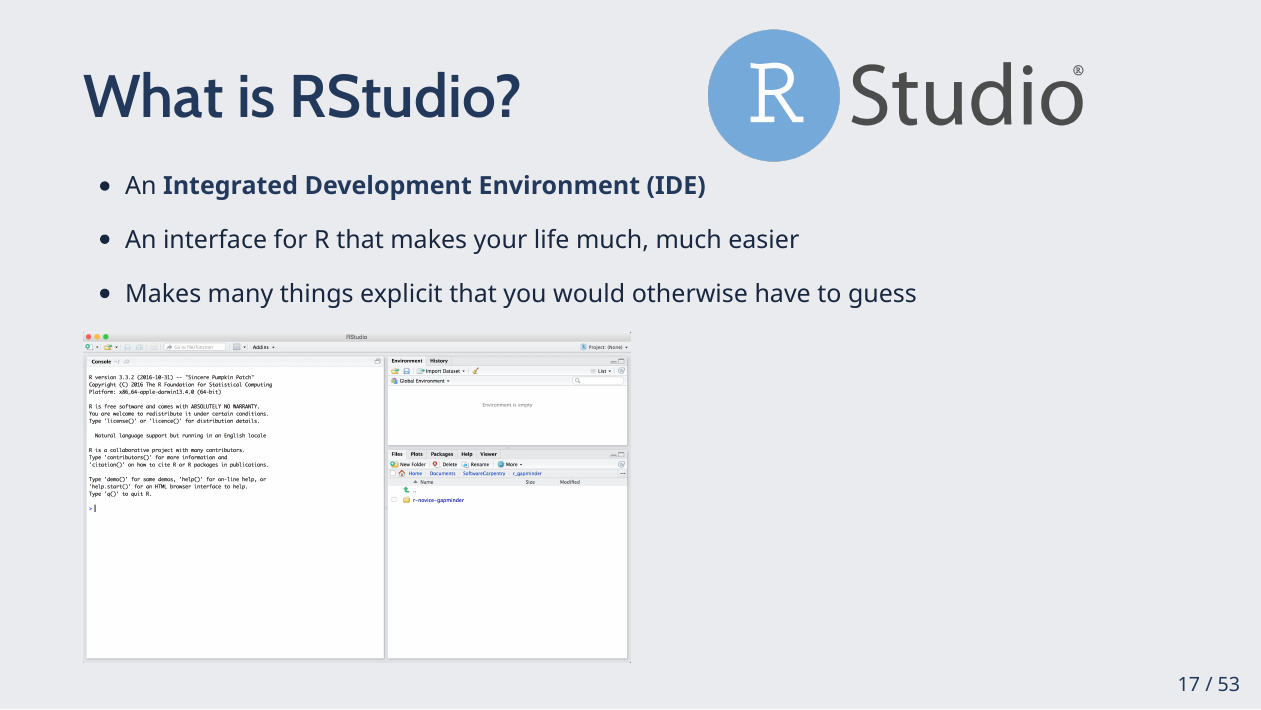 What is RStudio?
R Studio®
• An Integrated Development Environment (IDE)
• An interface for R that makes your life much, much easier
• Makes many things explicit that you would otherwise have to guess
RStudio
Go to file/function
Addins
Project: (None)
Console ~/
R version 3.3.2 (2016-10-31) -- "Sincere Pumpkin Patch"
Copyright (C) 2016 The R Foundation for Statistical Computing
Platform: x86_64-apple-darwin13.4.0 (64-bit)
R is free software and comes with ABSOLUTELY NO WARRANTY.
You are welcome to redistribute it under certain conditions.
Type 'license()' or 'licence()' for distribution details.
Natural language support but running in an English locale
R is a collaborative project with many contributors.
Type 'contributors()' for more information and
'citation()' on how to cite R or R packages in publications.
Type 'demo()' for some demos, 'help()' for on-line help, or
'help.start()' for an HTML browser interface to help.
Type 'q()' to quit R.
>
Environment History
Import Dataset
List
Global Environment
Environment is empty
Files Plots Packages Help Viewer
New Folder Delete Rename More
Home Documents SoftwareCarpentry r_gapminder
Name Size Modified
..
r-novice-gapminder
17 / 53